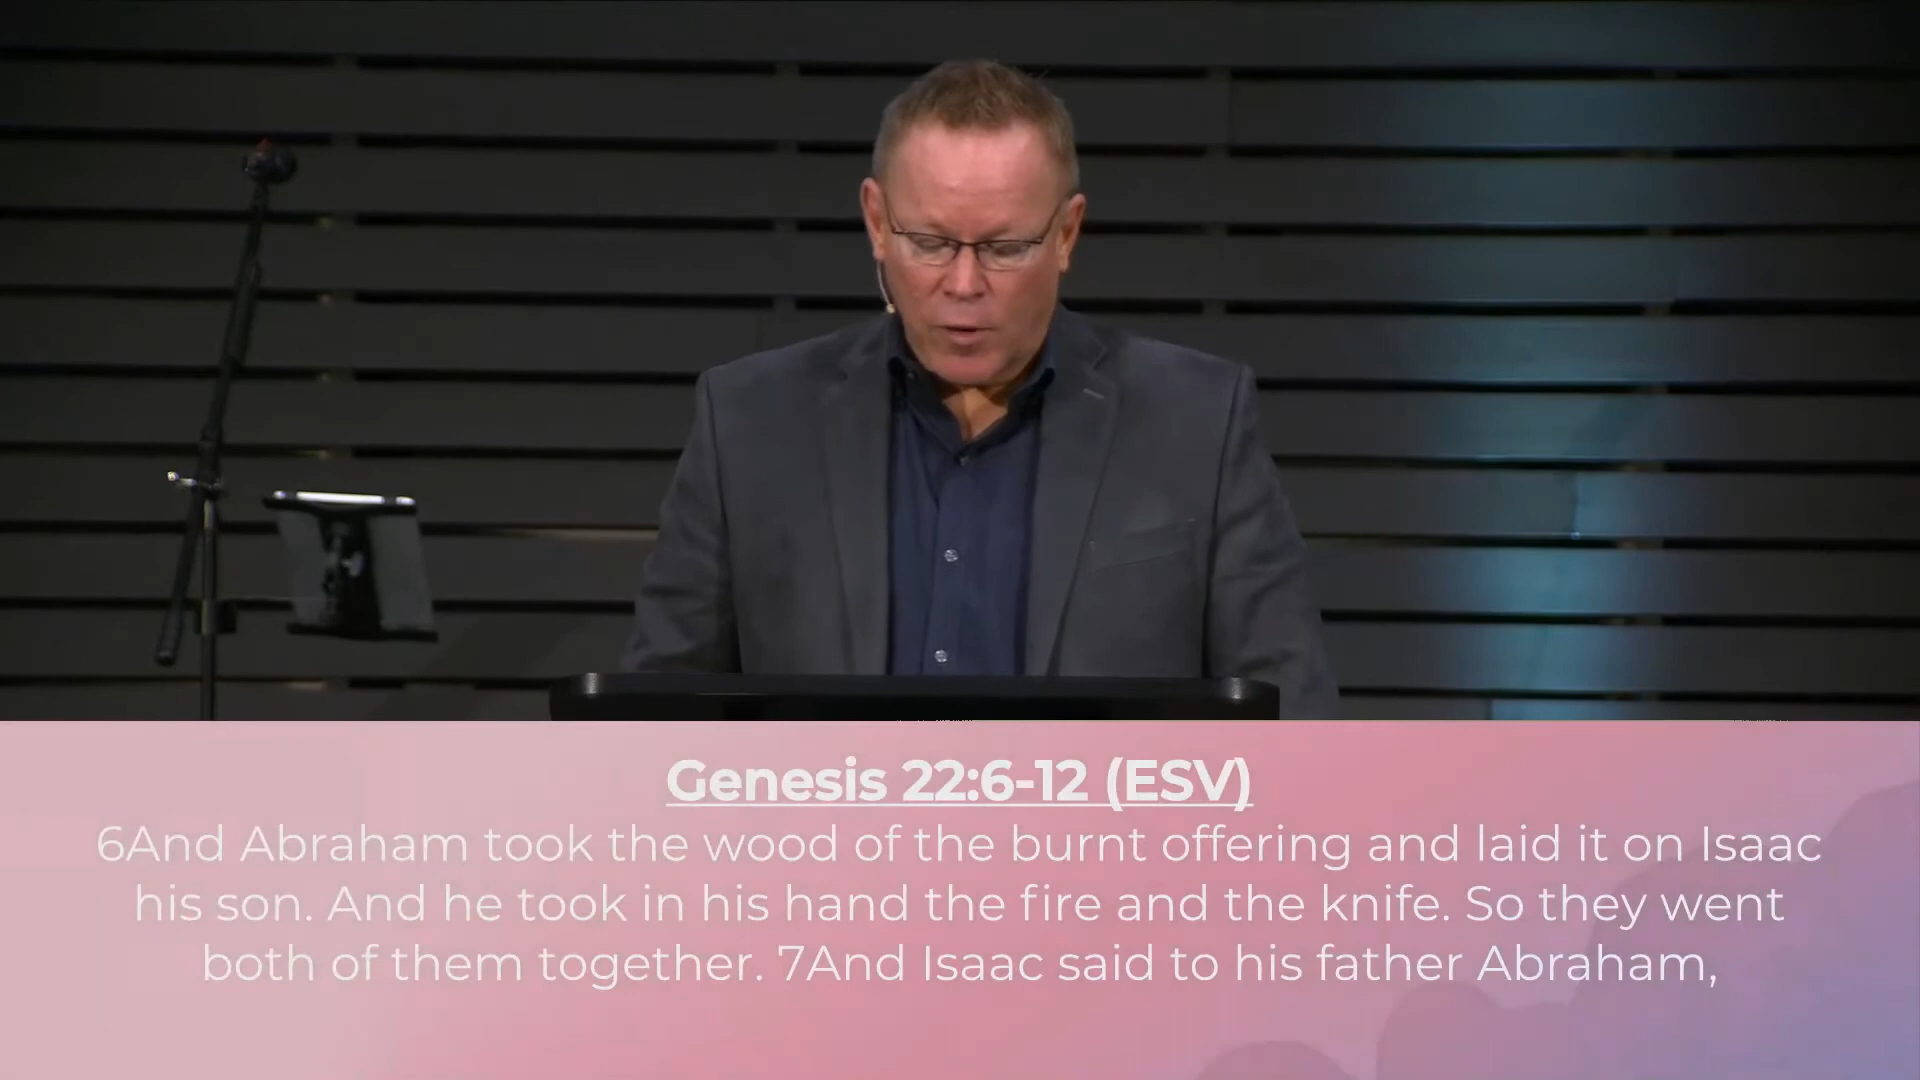 Genesis 22:6-12 (ESV)
6And Abraham took the wood of the burnt offering and laid it on Isaac
his son. And he took in his hand the fire and the knife. So they went
both of them together. 7And Isaac said to his father Abraham,